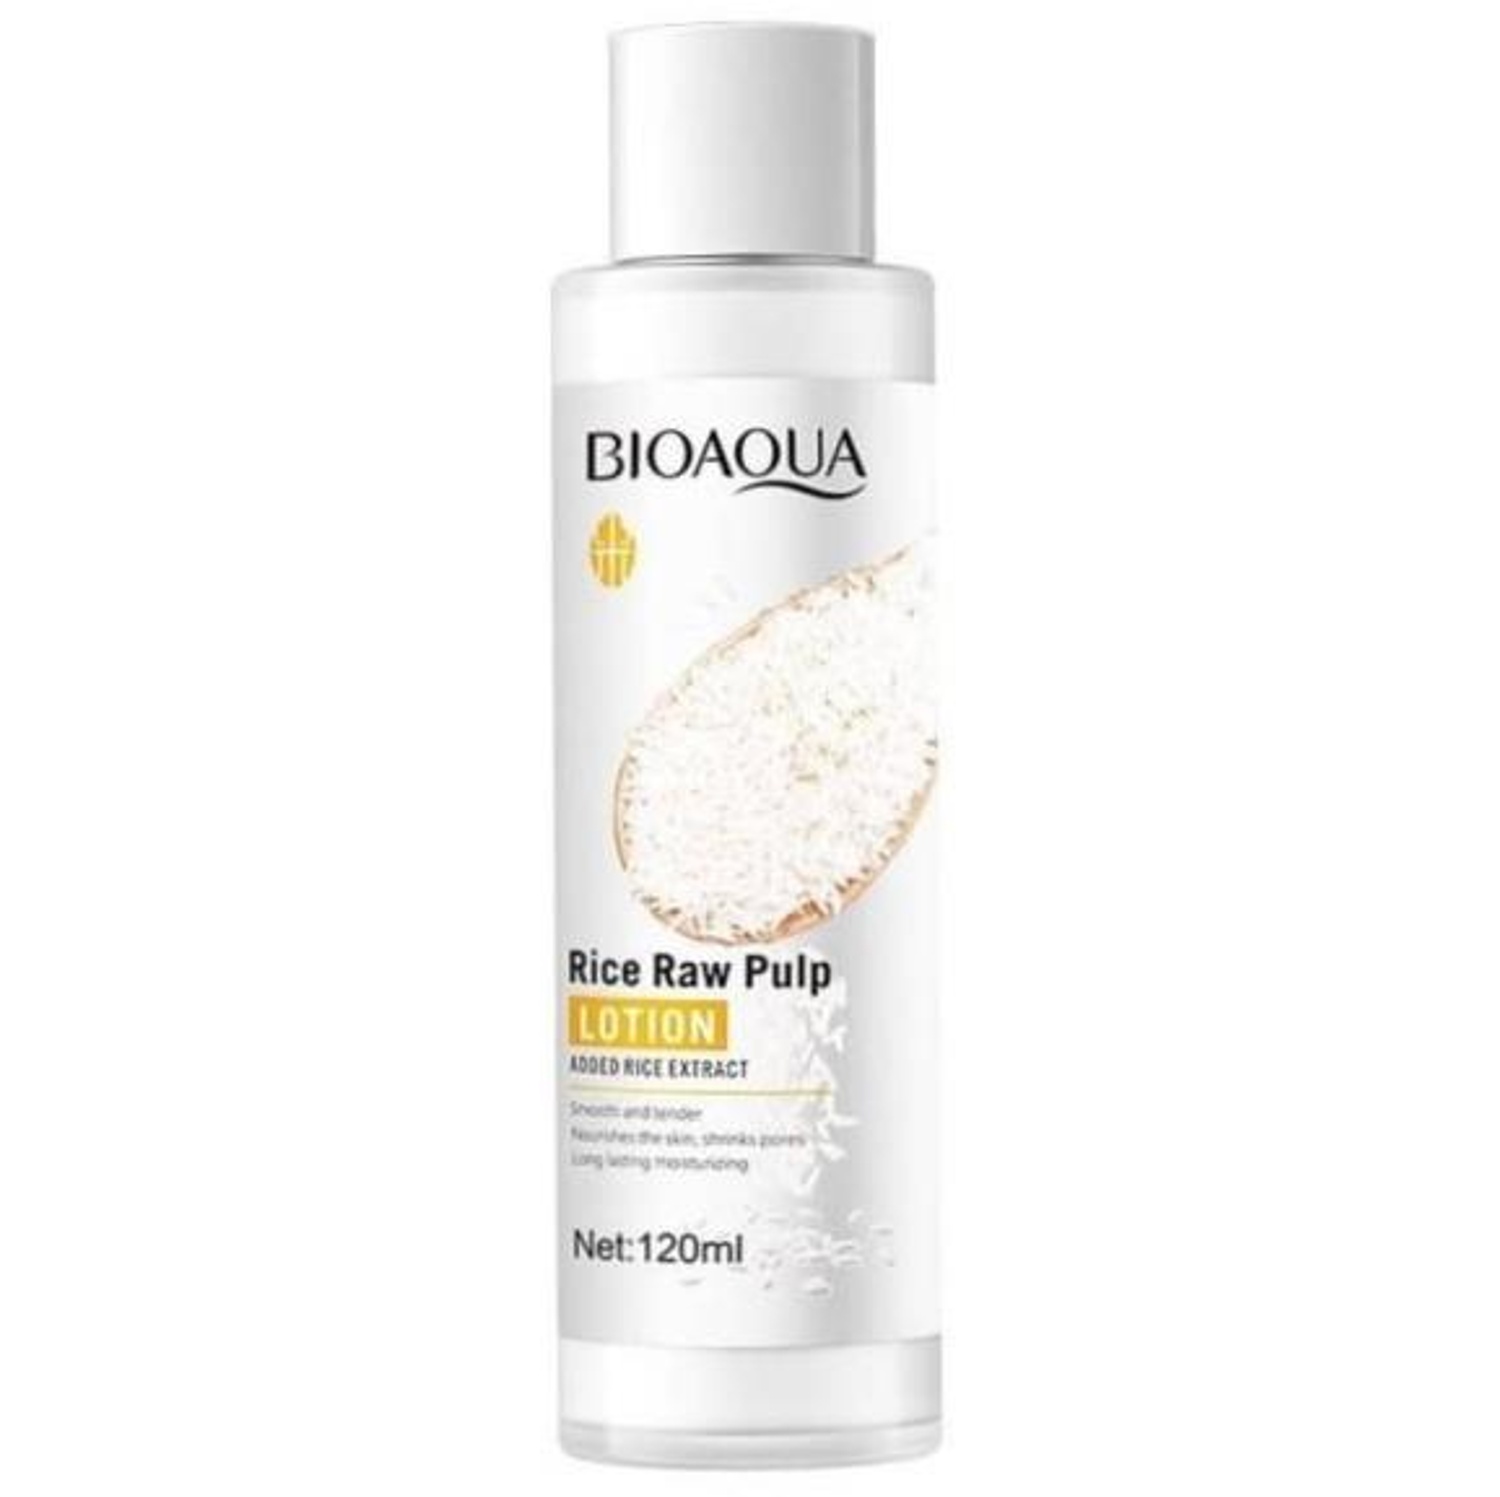 BIOAQUA
Rice Raw Pulp
LOTION
ADDED RICE EXTRACT
Smooth and tender
Nourishes the skin, shrinks pores
Long lasting moisturizing
Net:120ml